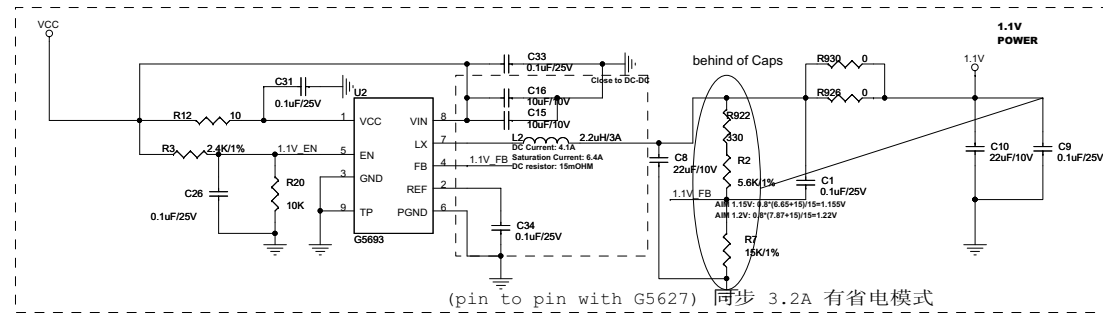 VCC
1.1V
POWER
C33
0.1uF/25V
behind of Caps
R930 0
1.1V
Close to DC-DC
C31
0.1uF/25V
U2
C16
10uF/10V
R926 0
R12 10
1 VCC
VIN 8
C15
10uF/10V
R922
330
LX 7
L2
2.2uH/3A
DC Current: 4.1A
Saturation Current: 6.4A
DC resistor: 15mOHM
R3 2.4K/1%
1.1V_EN
5 EN
FB 4
1.1V_FB
C8
22uF/10V
R2
5.6K/1%
C10
22uF/10V
C9
0.1uF/25V
C1
0.1uF/25V
3 GND
REF 2
R20
10K
C26
0.1uF/25V
1.1V_FB
AIM 1.15V: 0.8*(6.65+15)/15=1.155V
AIM 1.2V: 0.8*(7.87+15)/15=1.22V
9 TP
PGND 6
G5693
C34
0.1uF/25V
R7
15K/1%
(pin to pin with G5627) 同步 3.2A 有省电模式